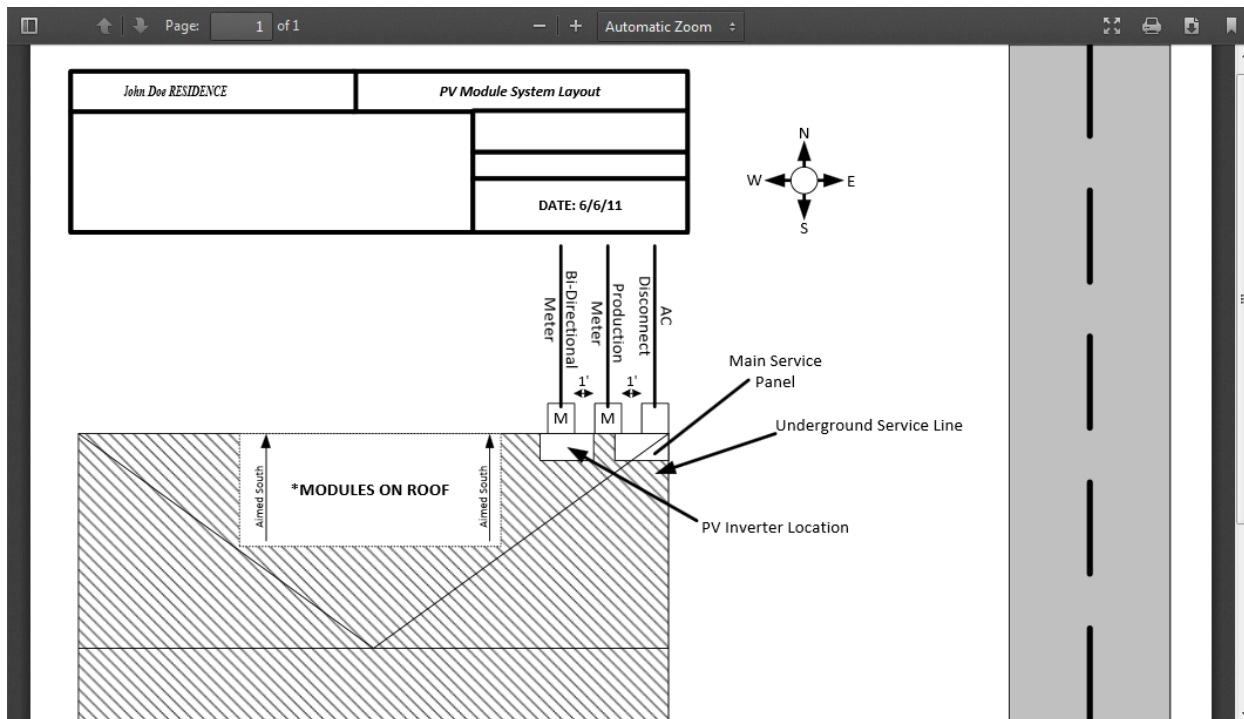 Page: 1 of 1
Automatic Zoom
John Doe RESIDENCE
PV Module System Layout
DATE: 6/6/11
N
W
E
S
Bi-Directional
Meter
Production
Meter
AC
Disconnect
1'
1'
Main Service
Panel
M
M
Underground Service Line
Aimed South
*MODULES ON ROOF
Aimed South
PV Inverter Location